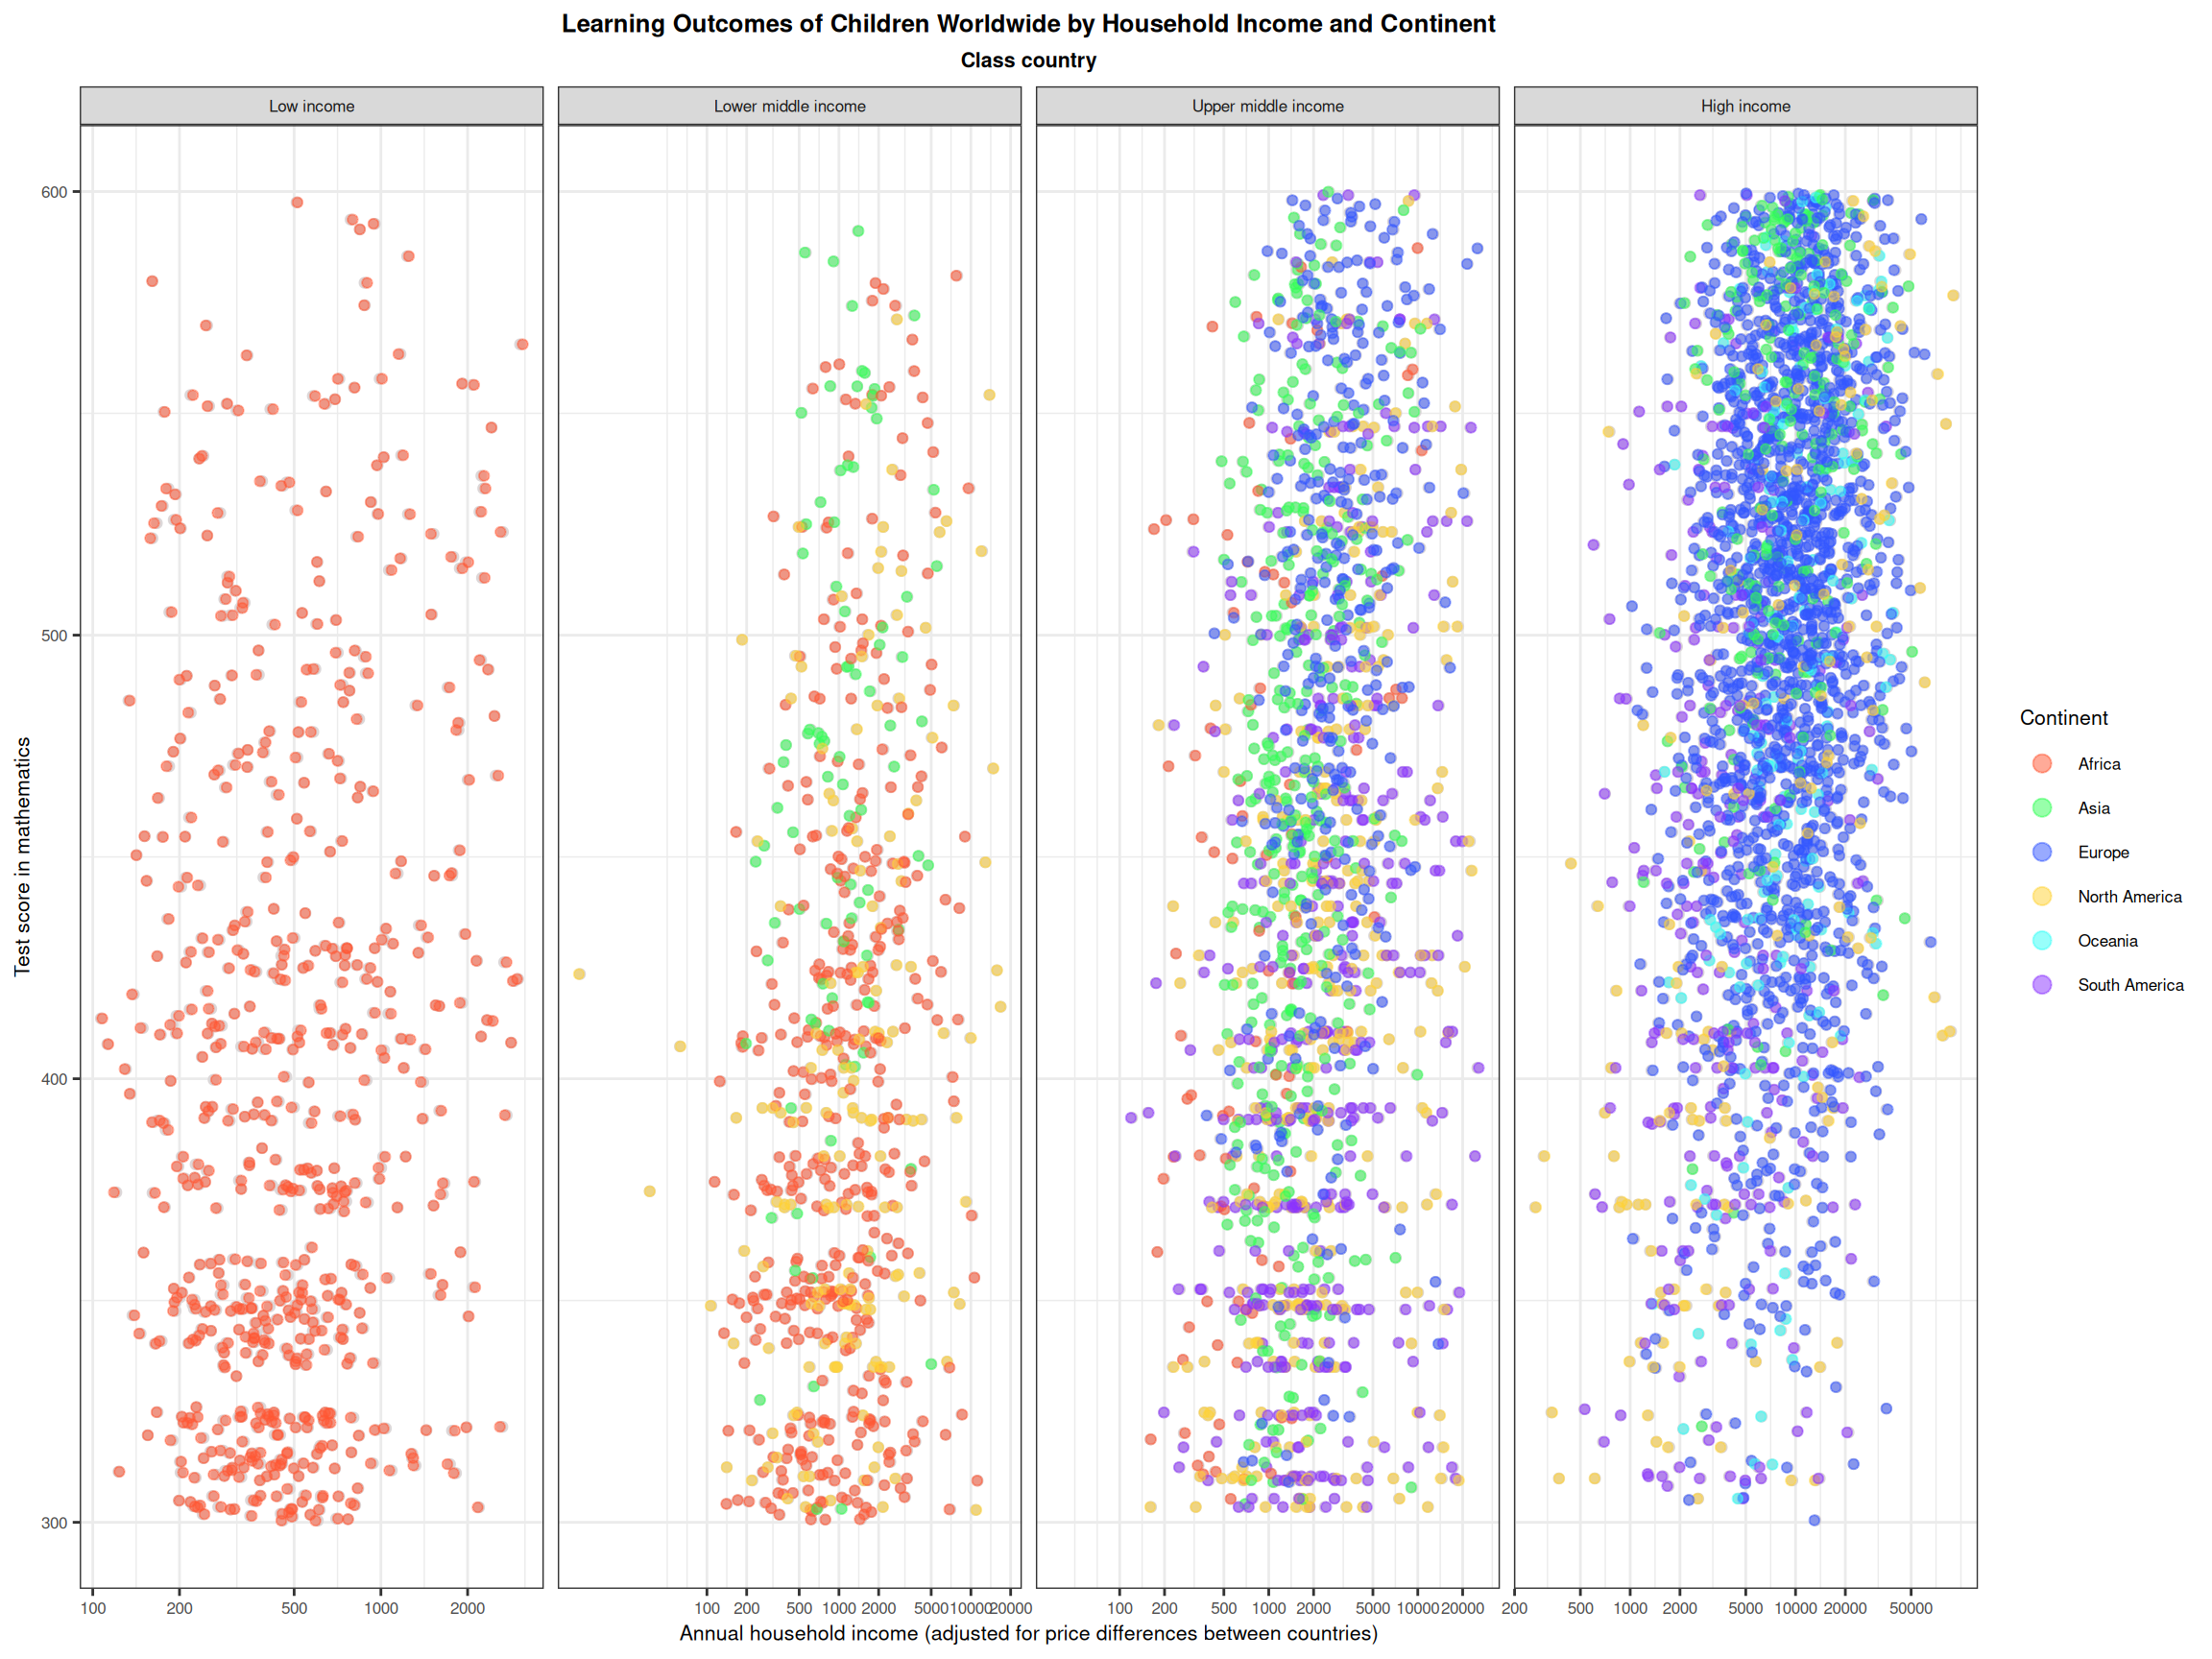 Learning Outcomes of Children Worldwide by Household Income and Continent
Class country
Low income
Lower middle income
Upper middle income
High income
600
500
400
300
Test score in mathematics
100 200 500 1000 2000
100 200 500 1000 2000 5000 10000 20000
100 200 500 1000 2000 5000 10000 20000
200 500 1000 2000 5000 10000 20000 50000
Annual household income (adjusted for price differences between countries)
Continent
Africa
Asia
Europe
North America
Oceania
South America